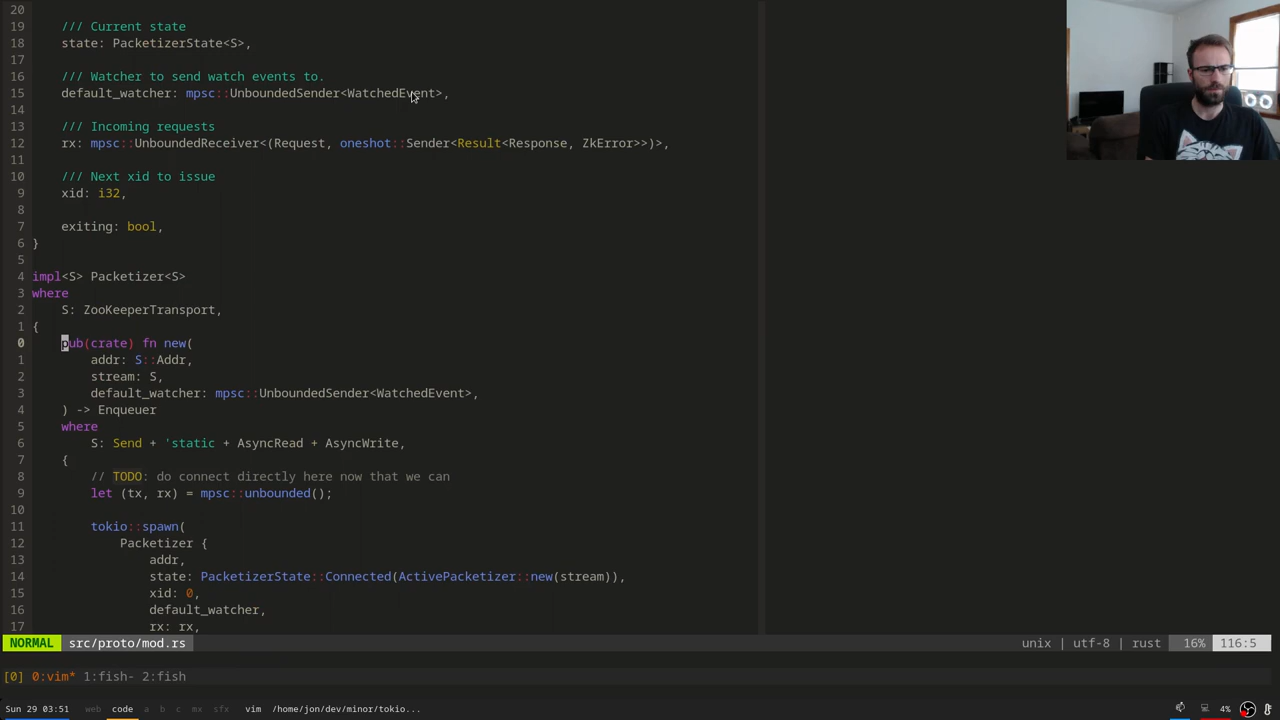 20
19     /// Current state
18     state: PacketizerState<S>,
17
16     /// Watcher to send watch events to.
15     default_watcher: mpsc::UnboundedSender<WatchedEvent>,
14
13     /// Incoming requests
12     rx: mpsc::UnboundedReceiver<(Request, oneshot::Sender<Result<Response, ZkError>>)>,
11
10     /// Next xid to issue
9     xid: i32,
8
7     exiting: bool,
6 }
5
4 impl<S> Packetizer<S>
3 where
2     S: ZooKeeperTransport,
1 {
0     pub(crate) fn new(
1         addr: S::Addr,
2         stream: S,
3         default_watcher: mpsc::UnboundedSender<WatchedEvent>,
4     ) -> Enqueuer
5     where
6         S: Send + 'static + AsyncRead + AsyncWrite,
7     {
8         // TODO: do connect directly here now that we can
9         let (tx, rx) = mpsc::unbounded();
10
11         tokio::spawn(
12             Packetizer {
13                 addr,
14                 state: PacketizerState::Connected(ActivePacketizer::new(stream)),
15                 xid: 0,
16                 default_watcher,
17                 rx: rx,
NORMAL src/proto/mod.rs unix | utf-8 | rust 16% 116:5
[0] 0:vim* 1:fish- 2:fish
Sun 29 03:51 web code a b c mx sfx vim /home/jon/dev/minor/tokio... 4%